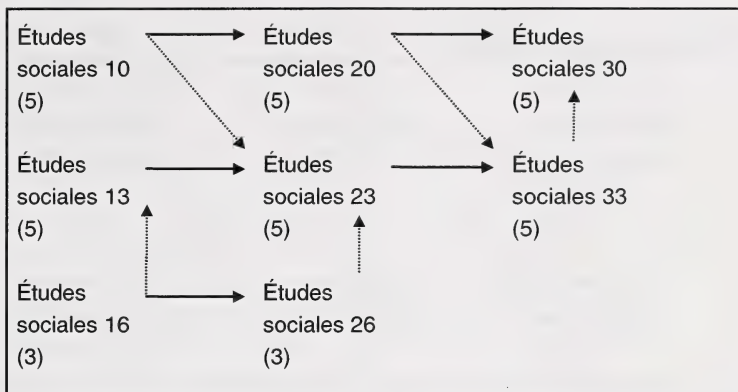 Études
sociales 10
(5)
Études
sociales 20
(5)
Études
sociales 30
(5)
Études
sociales 13
(5)
Études
sociales 23
(5)
Études
sociales 33
(5)
Études
sociales 16
(3)
Études
sociales 26
(3)